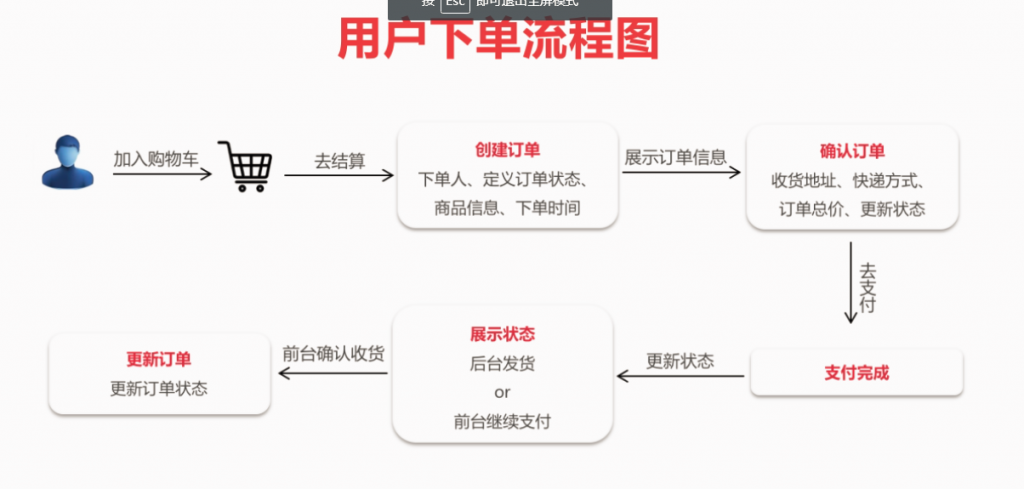 按 Esc 即可退出全屏模式
用户下单流程图
加入购物车
去结算
创建订单
下单人、定义订单状态、
商品信息、下单时间
展示订单信息
确认订单
收货地址、快递方式、
订单总价、更新状态
去支付
支付完成
更新状态
展示状态
后台发货
or
前台继续支付
前台确认收货
更新订单
更新订单状态